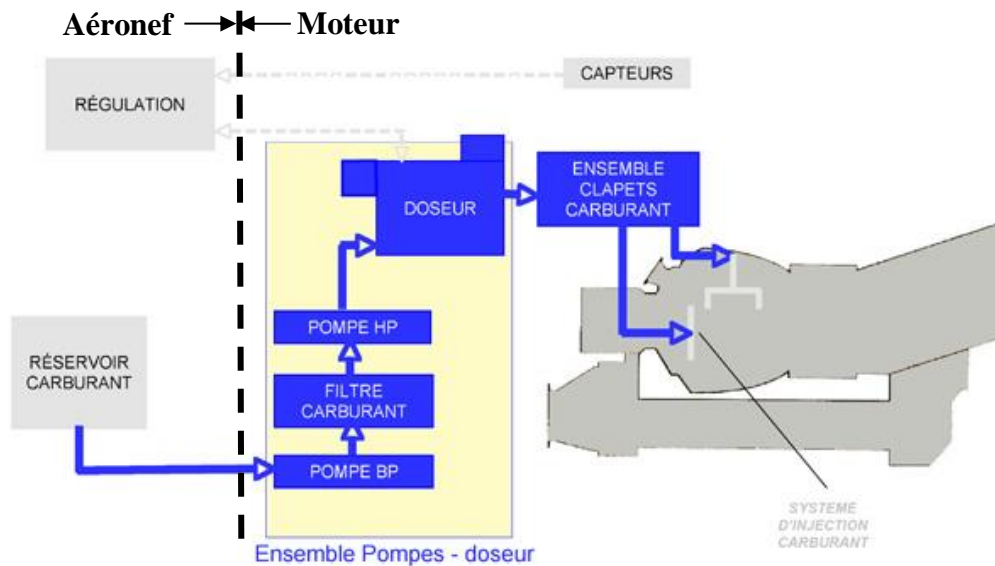 Aéronef
Moteur
CAPTEURS
RÉGULATION
ENSEMBLE
CLAPETS
CARBURANT
DOSEUR
POMPE HP
RÉSERVOIR
CARBURANT
FILTRE
CARBURANT
POMPE BP
SYSTEME
D'INJECTION
CARBURANT
Ensemble Pompes - doseur